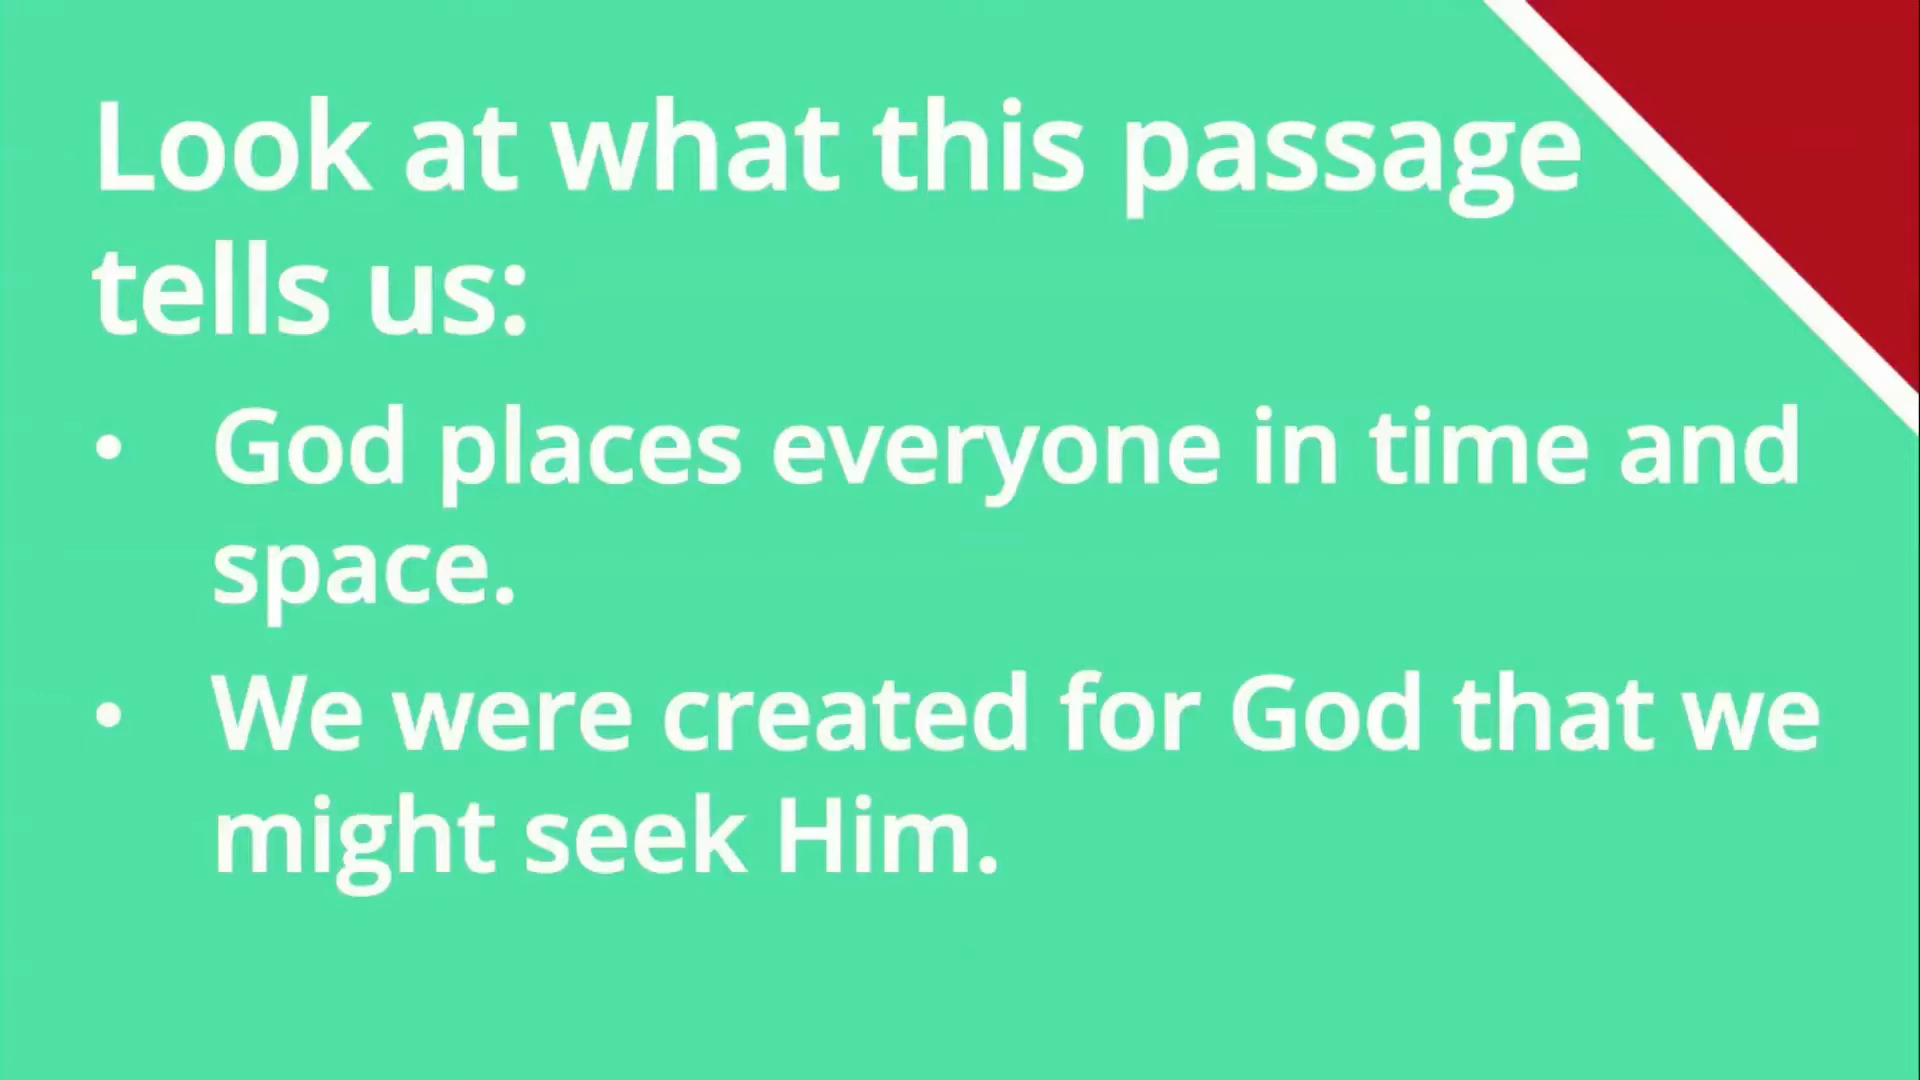 Look at what this passage
tells us:
• God places everyone in time and
space.
• We were created for God that we
might seek Him.